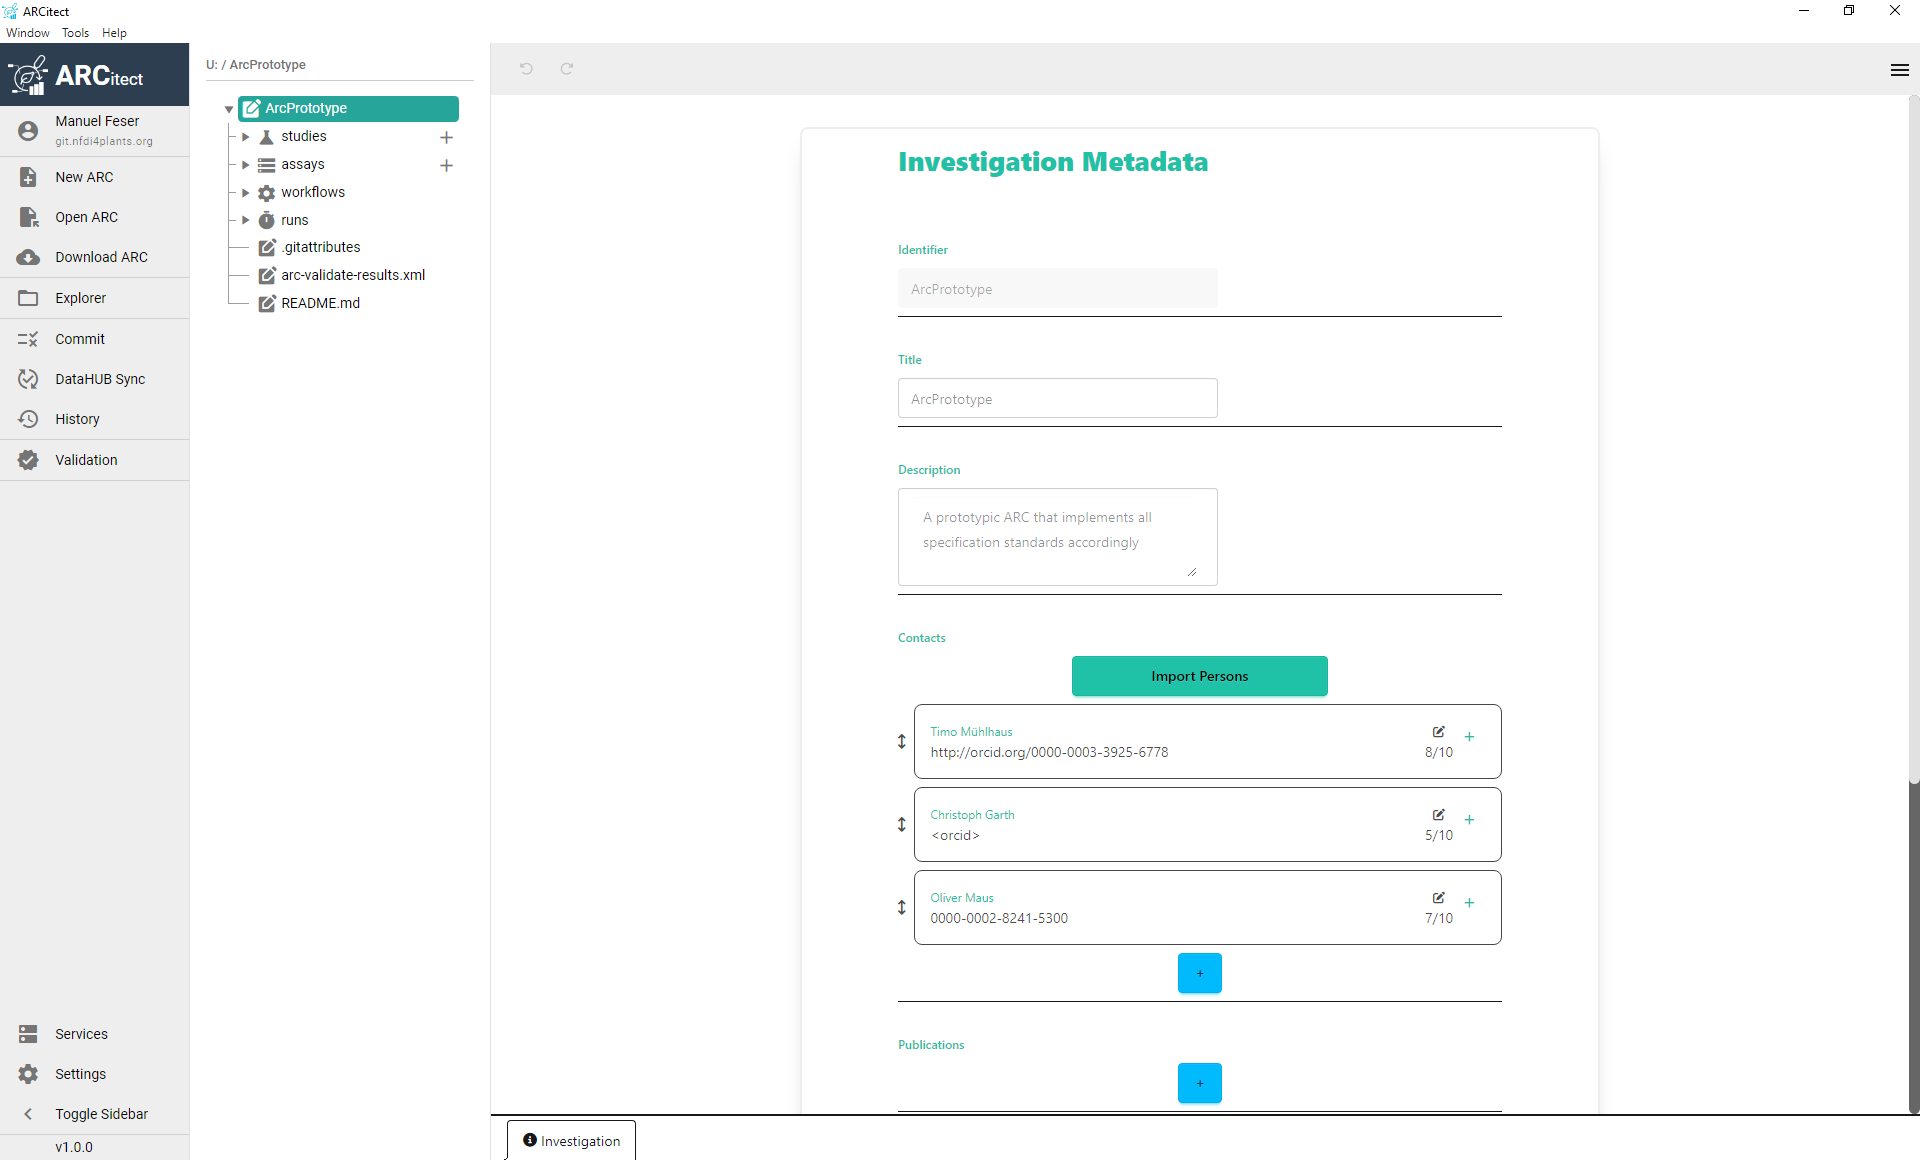 ARCitect
Window Tools Help
ARCitect
Manuel Feser
git.nfdi4plants.org
New ARC
Open ARC
Download ARC
Explorer
Commit
DataHUB Sync
History
Validation
Services
Settings
Toggle Sidebar
v1.0.0
U: / ArcPrototype
ArcPrototype
studies
assays
workflows
runs
.gitattributes
arc-validate-results.xml
README.md
Investigation Metadata
Identifier
ArcPrototype
Title
ArcPrototype
Description
A prototypic ARC that implements all
specification standards accordingly
Contacts
Import Persons
Timo Mühlhaus
http://orcid.org/0000-0003-3925-6778
8/10
Christoph Garth
<orcid>
5/10
Oliver Maus
0000-0002-8241-5300
7/10
+
Publications
+
Investigation